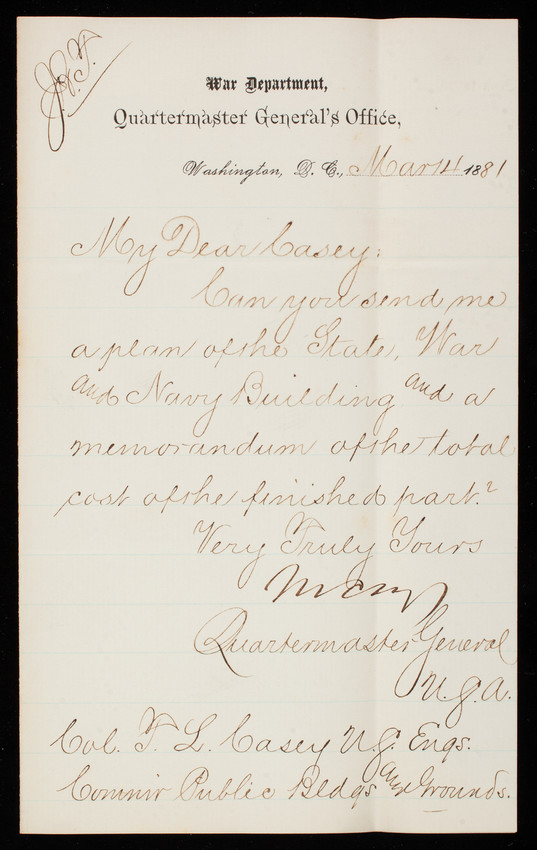 War Department,
Quartermaster General's Office,
Washington, D. C., Mar 14 1881
My Dear Casey:
Can you send me
a plan of the State, War
and Navy Building and a
memorandum of the total
cost of the finished part?
Very Truly Yours
Quartermaster General
U.S.A.
Col. T. L. Casey U.S. Engs.
Commr Public Bldgs and Grounds.